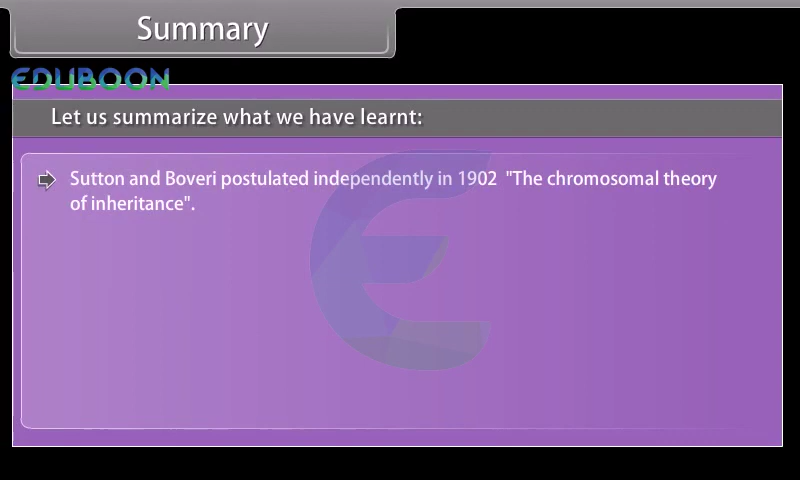 Summary
EDUBOON
Let us summarize what we have learnt:
Sutton and Boveri postulated independently in 1902 "The chromosomal theory
of inheritance".